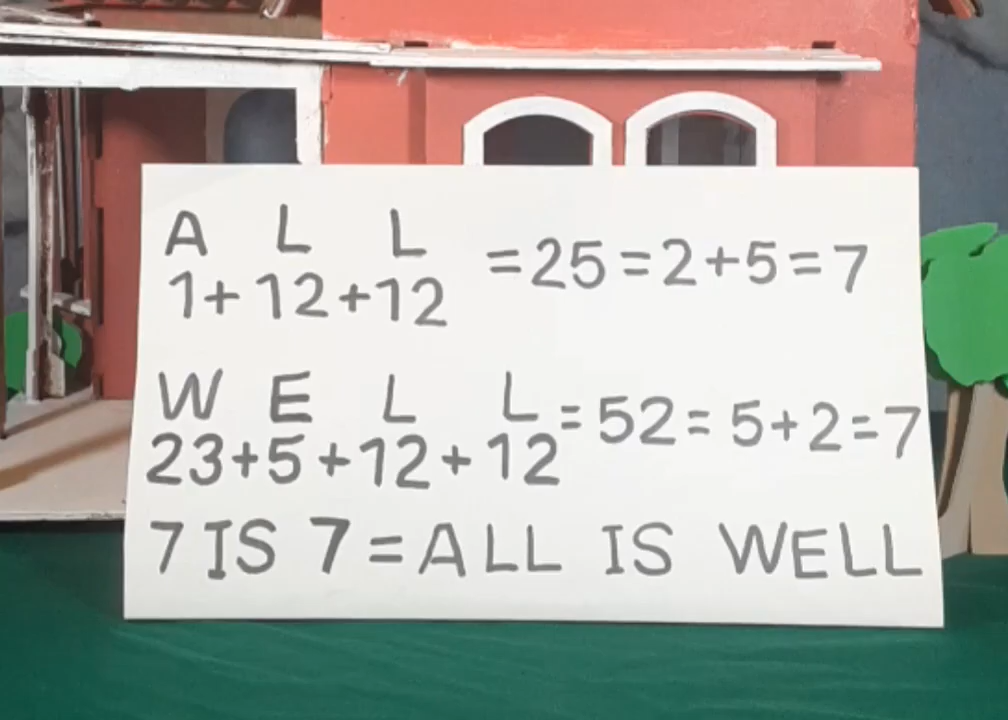 A L L
1+12+12 =25=2+5=7
W E L L
23+5+12+12=52=5+2=7
7 IS 7=ALL IS WELL